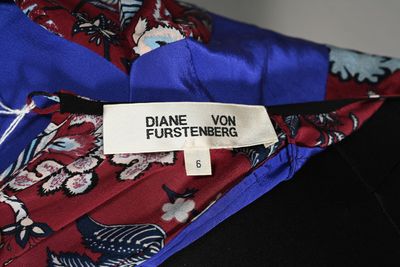 DIANE VON
FURSTENBERG
6